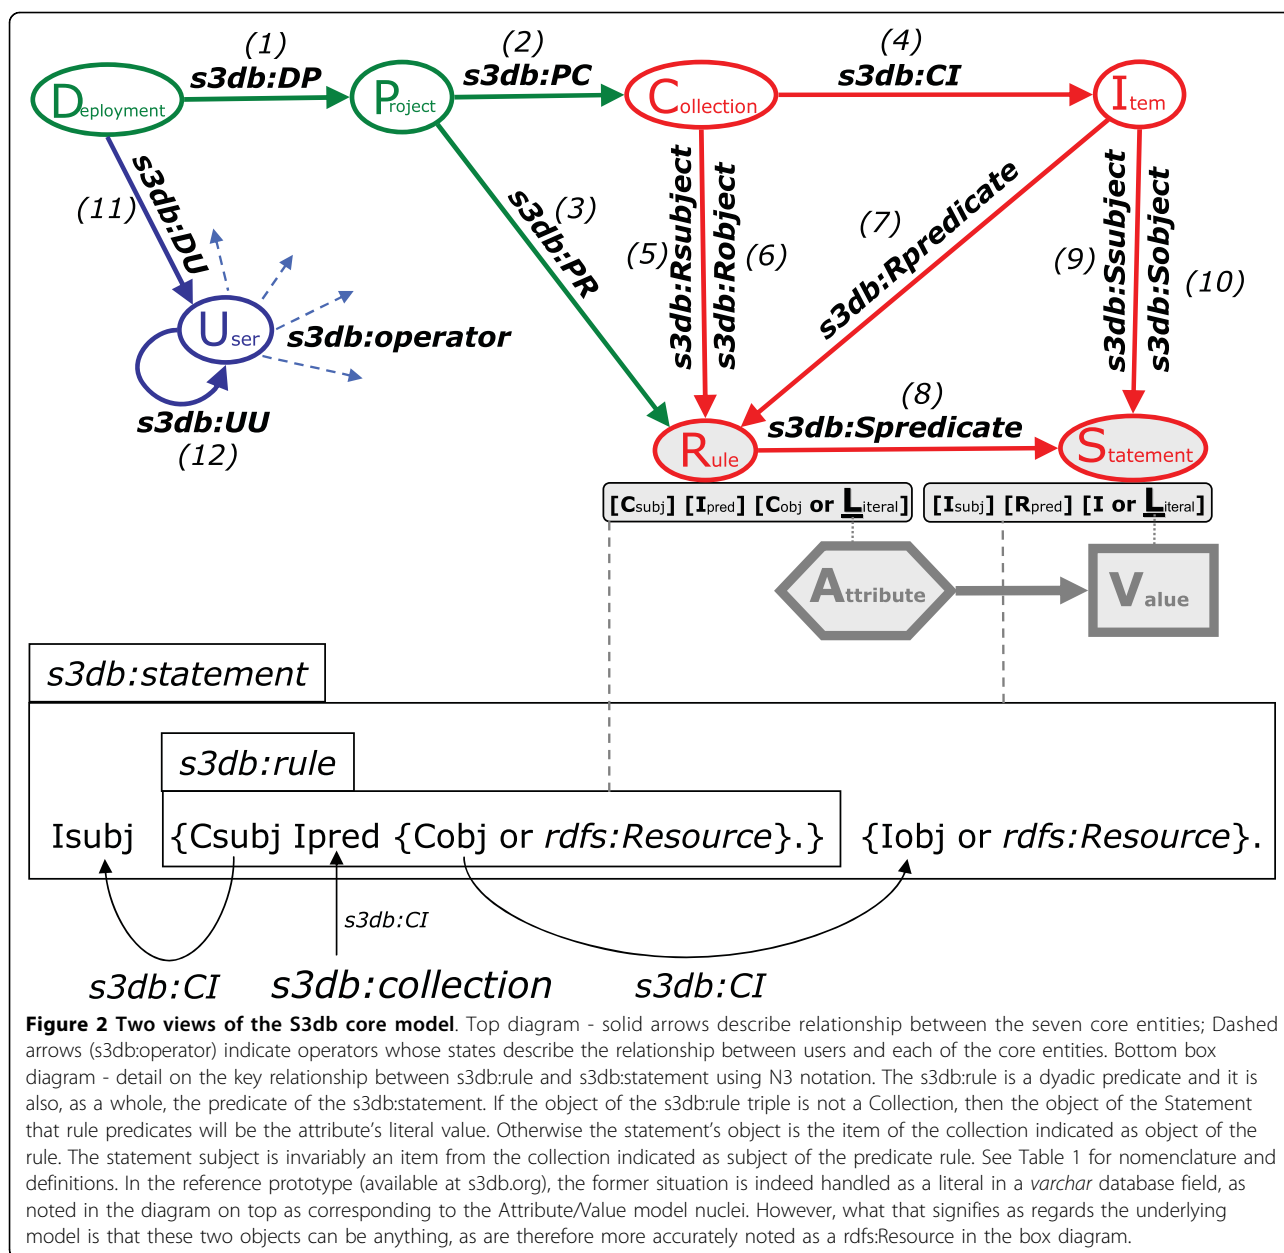 (1)
s3db:DP
(2)
s3db:PC
(4)
s3db:CI
Deployment
Project
Collection
Item
(11)
s3db:DU
(3)
s3db:PR
(5)
s3db:Rsubject
s3db:Robject
(6)
(7)
s3db:Rpredicate
(9)
s3db:Ssubject
s3db:Sobject
(10)
User
s3db:operator
s3db:UU
(12)
(8)
s3db:Spredicate
Rule
Statement
[Csubj] [Ipred] [Cobj or Literal]
[Isubj] [Rpred] [I or Literal]
Attribute
Value
s3db:statement
s3db:rule
Isubj {Csubj Ipred {Cobj or rdfs:Resource}.} {Iobj or rdfs:Resource}.
s3db:CI
s3db:CI
s3db:collection
s3db:CI
Figure 2 Two views of the S3db core model. Top diagram - solid arrows describe relationship between the seven core entities; Dashed
arrows (s3db:operator) indicate operators whose states describe the relationship between users and each of the core entities. Bottom box
diagram - detail on the key relationship between s3db:rule and s3db:statement using N3 notation. The s3db:rule is a dyadic predicate and it is
also, as a whole, the predicate of the s3db:statement. If the object of the s3db:rule triple is not a Collection, then the object of the Statement
that rule predicates will be the attribute's literal value. Otherwise the statement's object is the item of the collection indicated as object of the
rule. The statement subject is invariably an item from the collection indicated as subject of the predicate rule. See Table 1 for nomenclature and
definitions. In the reference prototype (available at s3db.org), the former situation is indeed handled as a literal in a varchar database field, as
noted in the diagram on top as corresponding to the Attribute/Value model nuclei. However, what that signifies as regards the underlying
model is that these two objects can be anything, as are therefore more accurately noted as a rdfs:Resource in the box diagram.